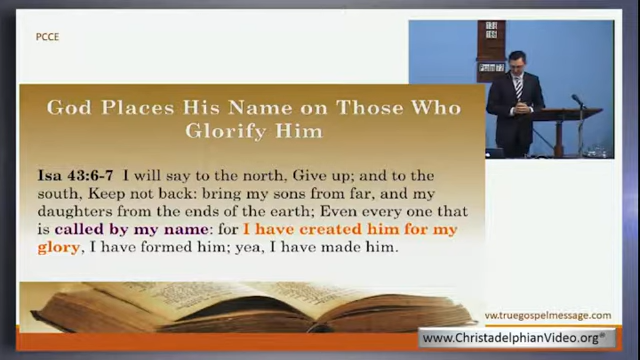 PCCE
God Places His Name on Those Who
Glorify Him
Isa 43:6-7 I will say to the north, Give up; and to the
south, Keep not back: bring my sons from far, and my
daughters from the ends of the earth; Even every one that
is called by my name: for I have created him for my
glory, I have formed him; yea, I have made him.
vw.truegospelmessage.com
www.ChristadelphianVideo.org